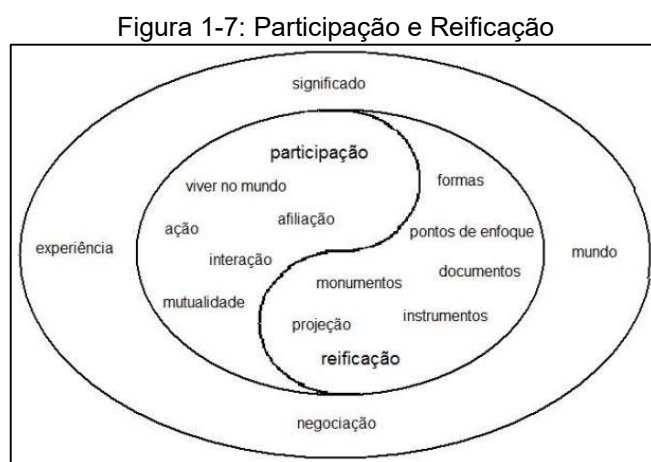 Figura 1-7: Participação e Reificação
significado
participação
viver no mundo
formas
afiliação
ação
pontos de enfoque
experiência
interação
mundo
documentos
monumentos
mutualidade
instrumentos
projeção
reificação
negociação